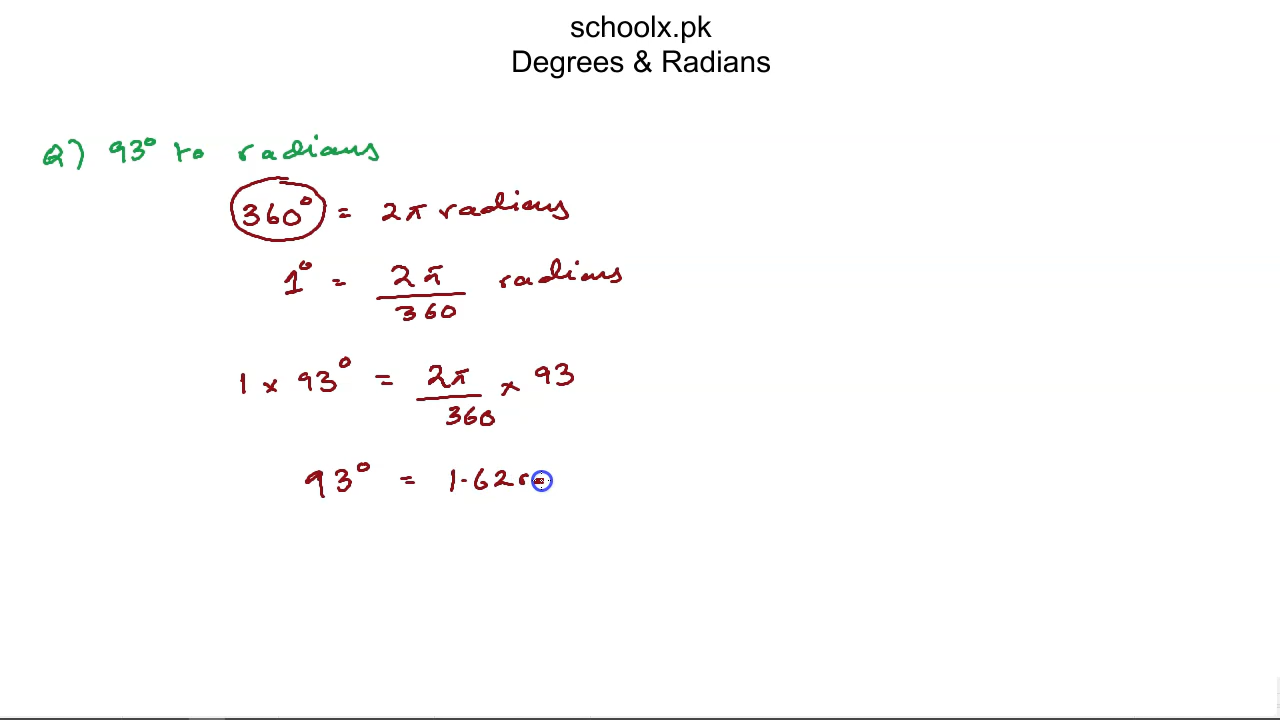 schoolx.pk
Degrees & Radians
Q) 93° to radians
360° = 2π radians
1° = 2π/360 radians
1 × 93° = 2π/360 × 93
93° = 1.62